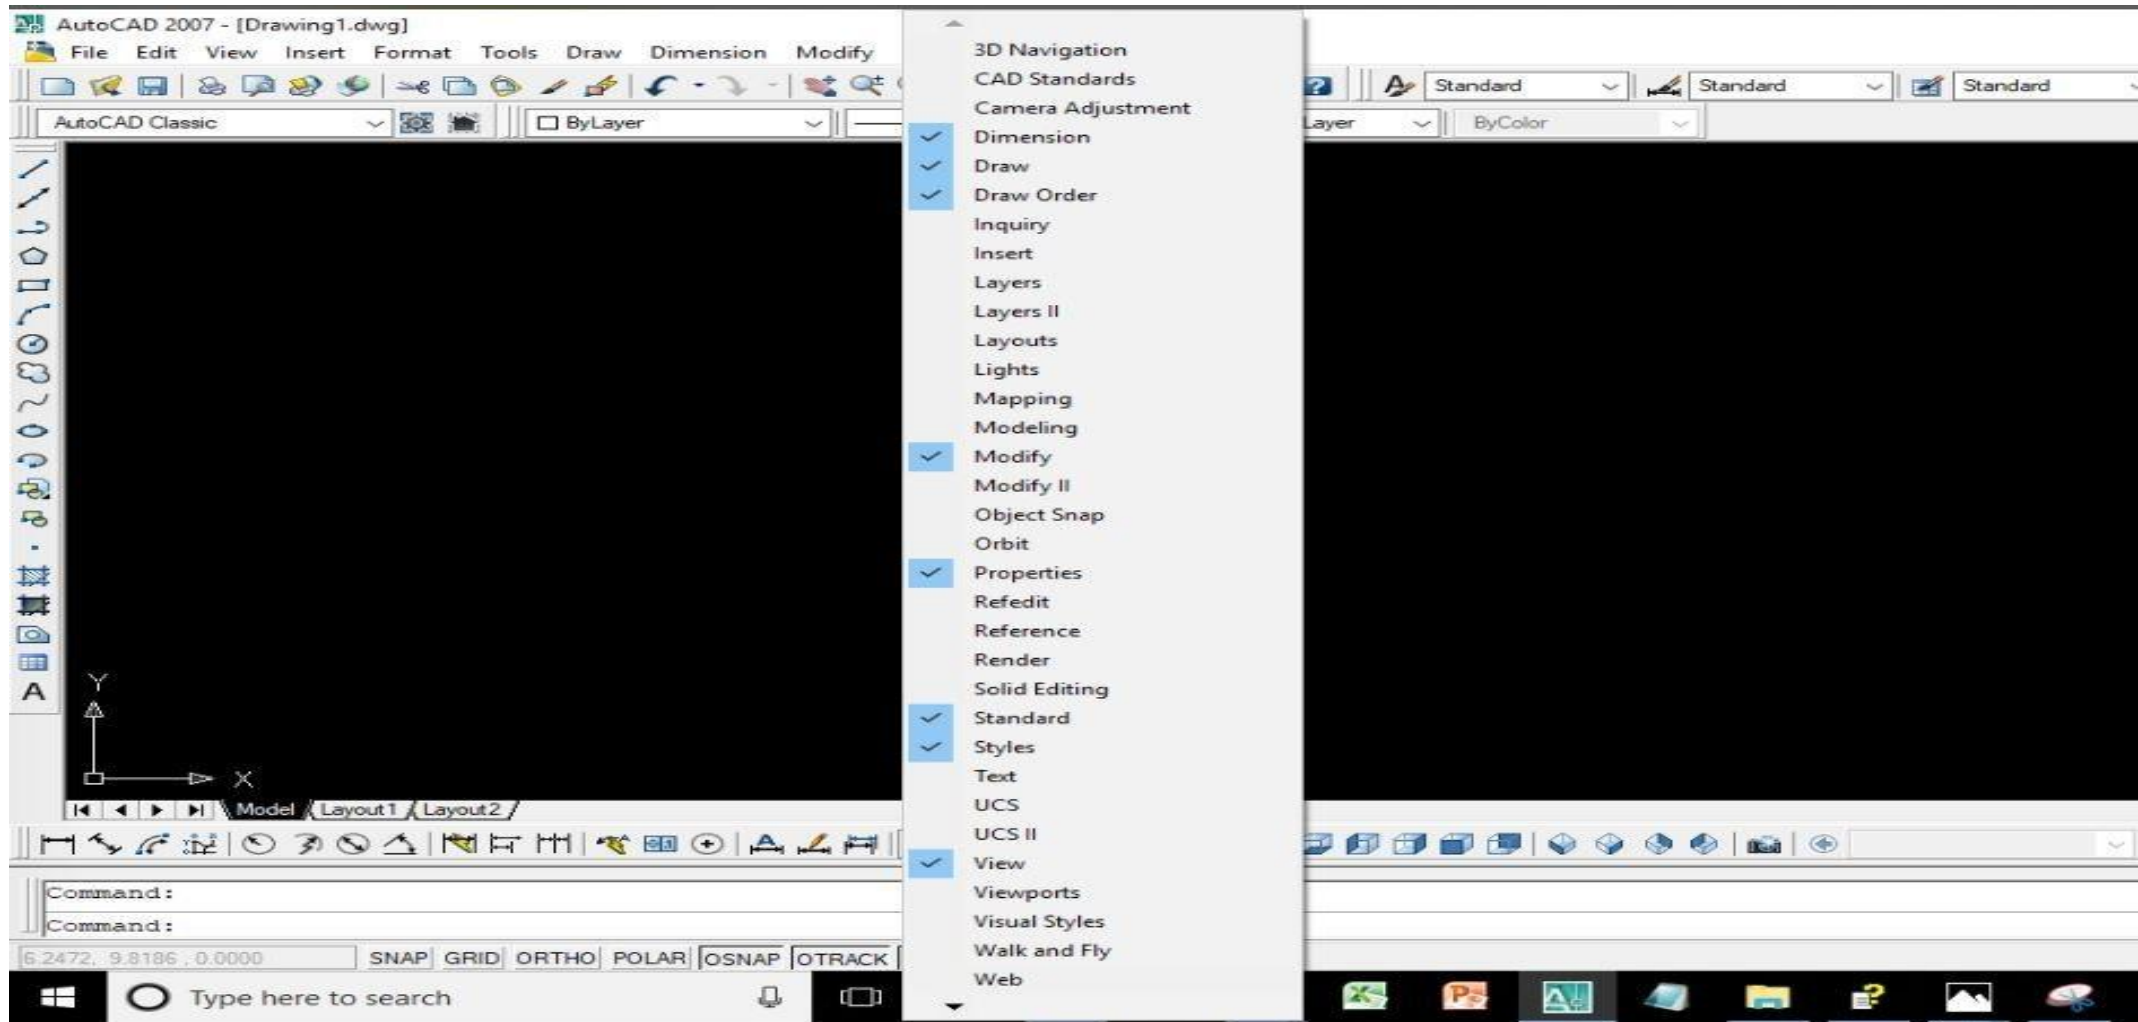 AutoCAD 2007 - [Drawing1.dwg]
File Edit View Insert Format Tools Draw Dimension Modify
Standard Standard Standard
AutoCAD Classic ByLayer Layer ByColor
3D Navigation
CAD Standards
Camera Adjustment
Dimension
Draw
Draw Order
Inquiry
Insert
Layers
Layers II
Layouts
Lights
Mapping
Modeling
Modify
Modify II
Object Snap
Orbit
Properties
Refedit
Reference
Render
Solid Editing
Standard
Styles
Text
UCS
UCS II
View
Viewports
Visual Styles
Walk and Fly
Web
A
Y
X
Model Layout1 Layout2
Command:
Command:
6.2472, 9.8186, 0.0000 SNAP GRID ORTHO POLAR OSNAP OTRACK
Type here to search